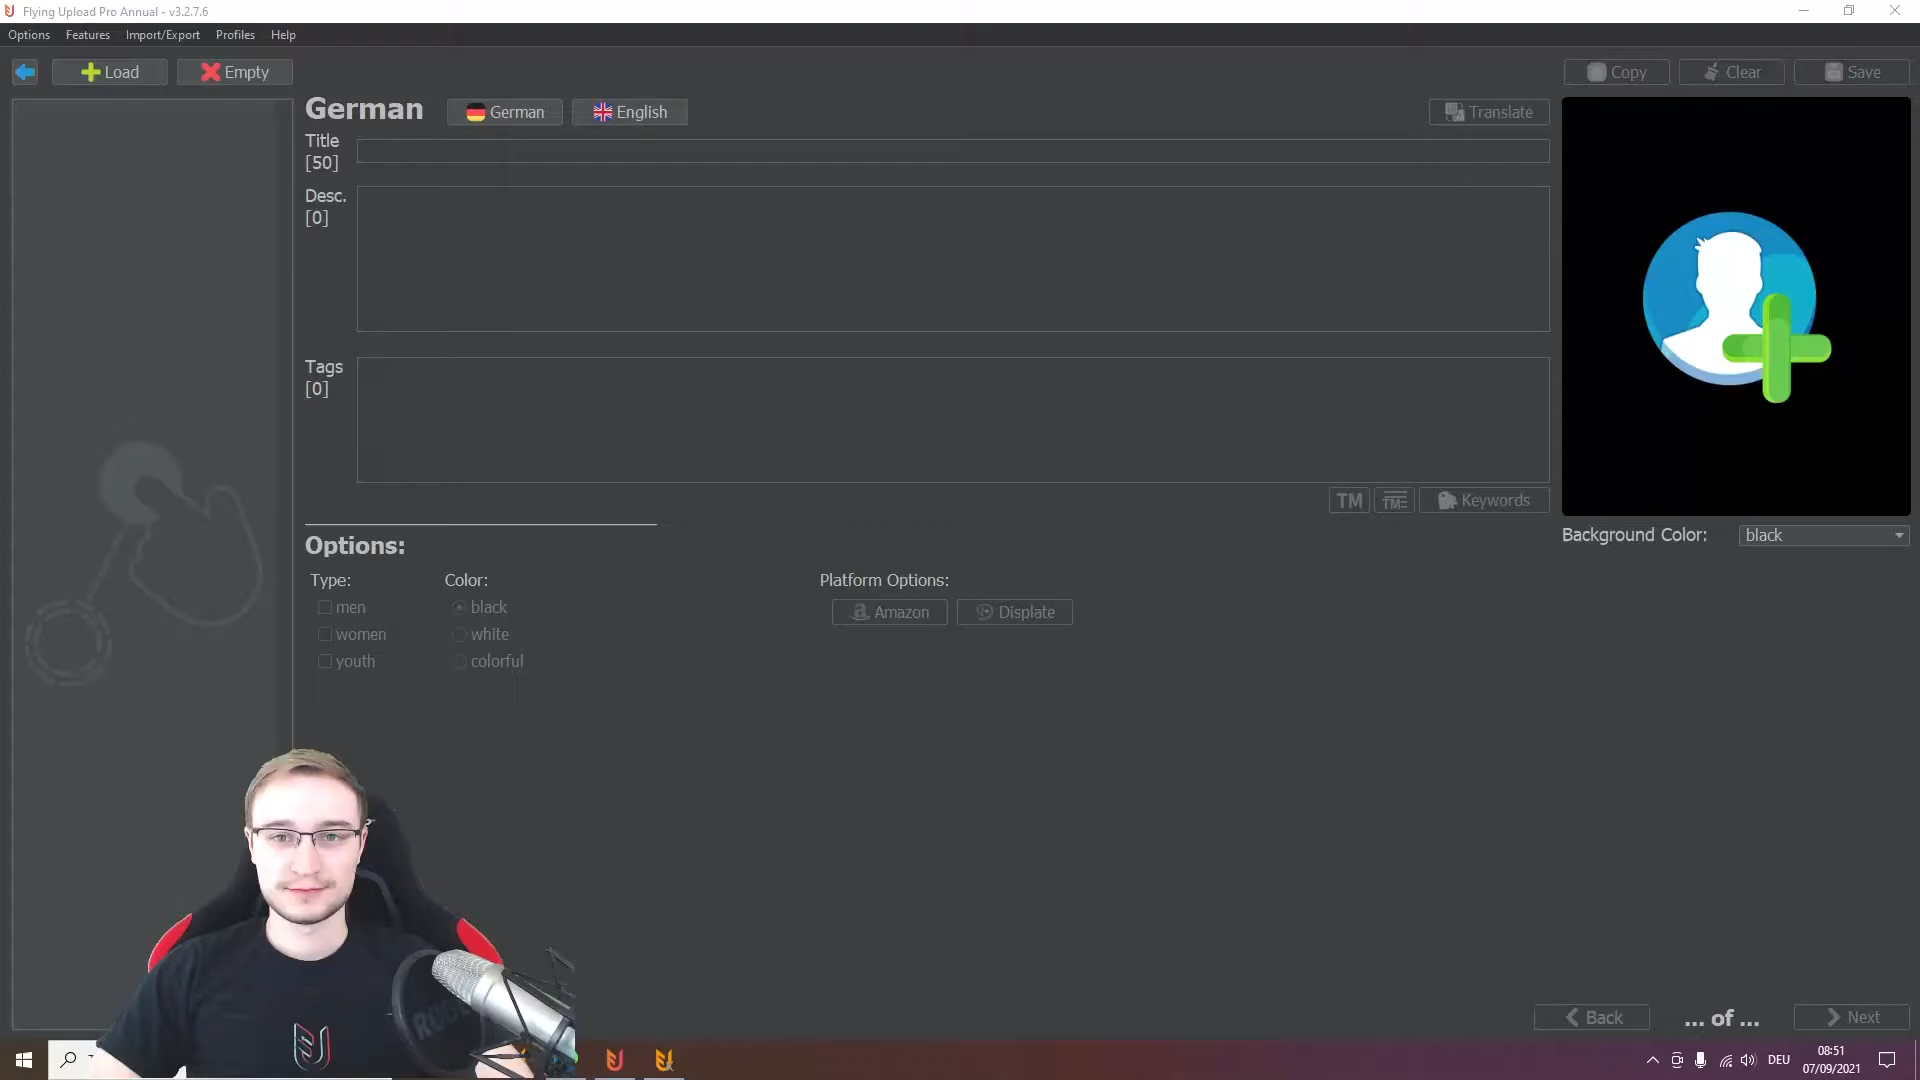 Flying Upload Pro Annual - v3.2.7.6
Options Features Import/Export Profiles Help
Load Empty Copy Clear Save
German German English Translate
Title
[50]
Desc.
[0]
Tags
[0]
TM TM Keywords
Background Color: black
Options:
Type: Color: Platform Options:
men black Amazon Displate
women white
youth colorful
Back ... of ... Next
DEU 08:51
07/09/2021